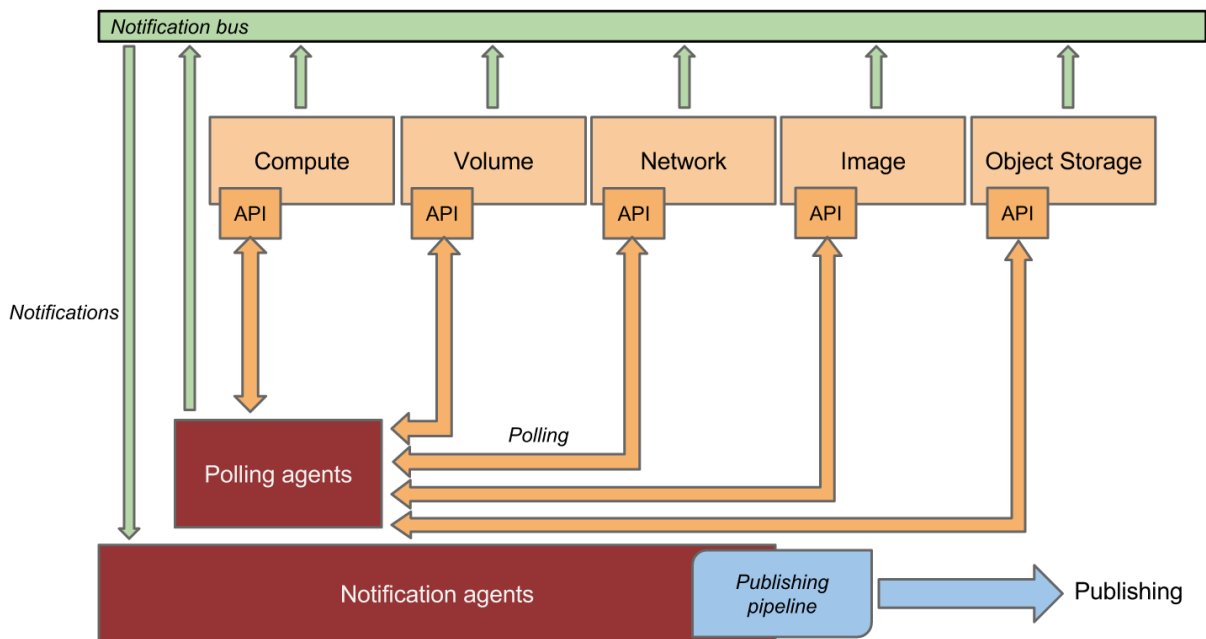 Notification bus
Compute
Volume
Network
Image
Object Storage
API
API
API
API
API
Notifications
Polling
Polling agents
Notification agents
Publishing
pipeline
Publishing